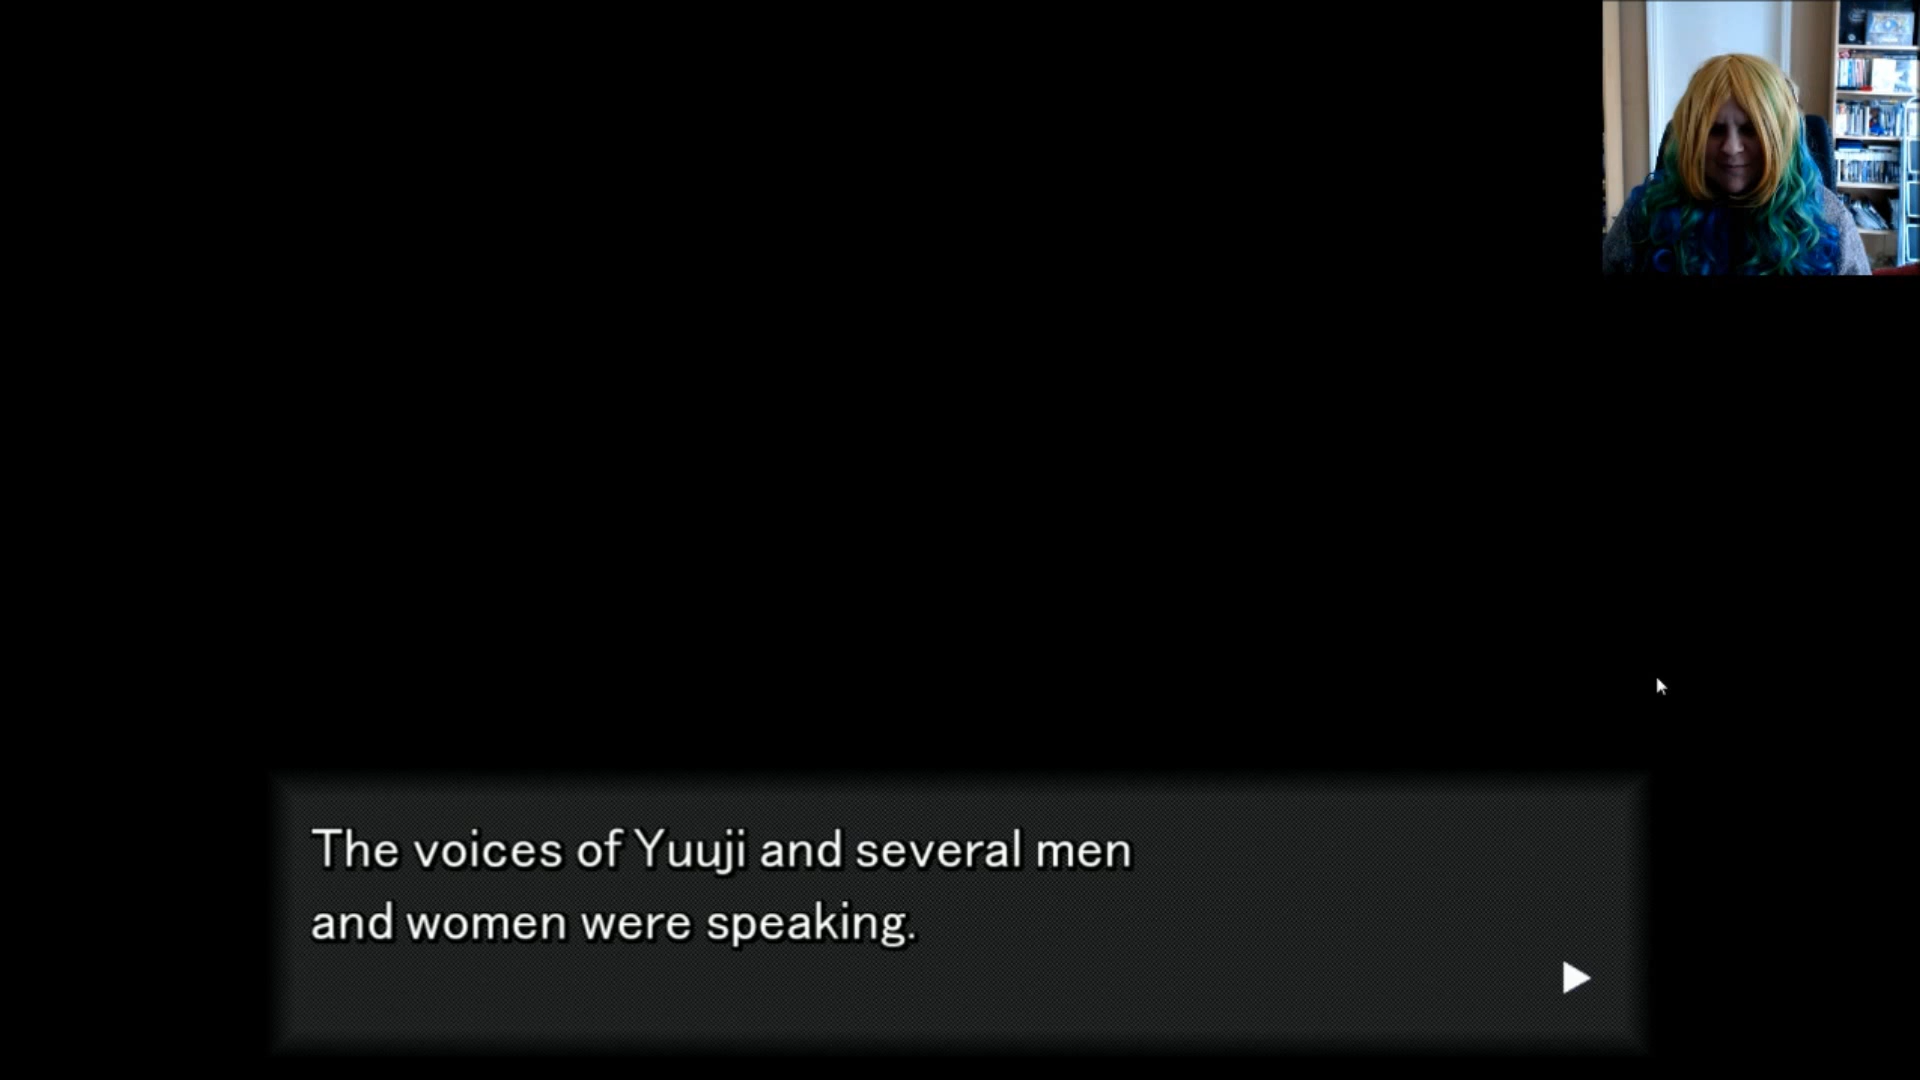 The voices of Yuuji and several men
and women were speaking.